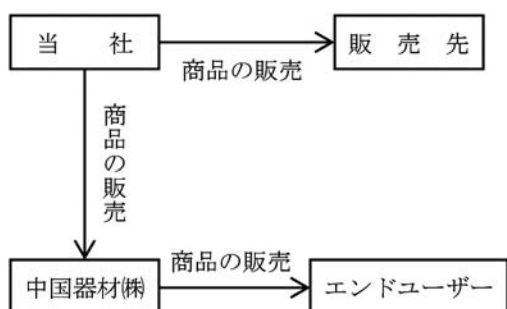 当 社
販 売 先
商品の販売
商品の販売
商品の販売
中国器材㈱
エンドユーザー